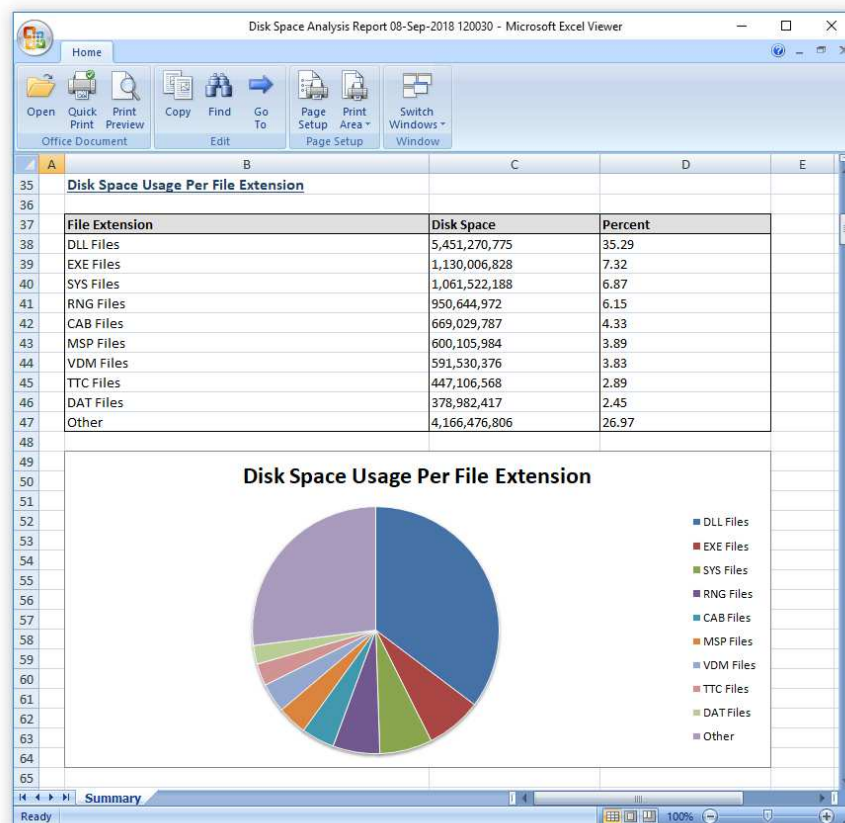 Disk Space Analysis Report 08-Sep-2018 120030 - Microsoft Excel Viewer
Home
Open Quick Print Print Preview Copy Find Go To Page Setup Print Area Switch Windows
Office Document Edit Page Setup Window
A B C D E
35 Disk Space Usage Per File Extension
36
37 File Extension Disk Space Percent
38 DLL Files 5,451,270,775 35.29
39 EXE Files 1,130,006,828 7.32
40 SYS Files 1,061,522,188 6.87
41 RNG Files 950,644,972 6.15
42 CAB Files 669,029,787 4.33
43 MSP Files 600,105,984 3.89
44 VDM Files 591,530,376 3.83
45 TTC Files 447,106,568 2.89
46 DAT Files 378,982,417 2.45
47 Other 4,166,476,806 26.97
48
49
50 Disk Space Usage Per File Extension
51
52 DLL Files
53 EXE Files
54 SYS Files
55
56 RNG Files
57 CAB Files
58 MSP Files
59 VDM Files
60
61 TTC Files
62 DAT Files
63 Other
64
65
Summary
Ready 100%